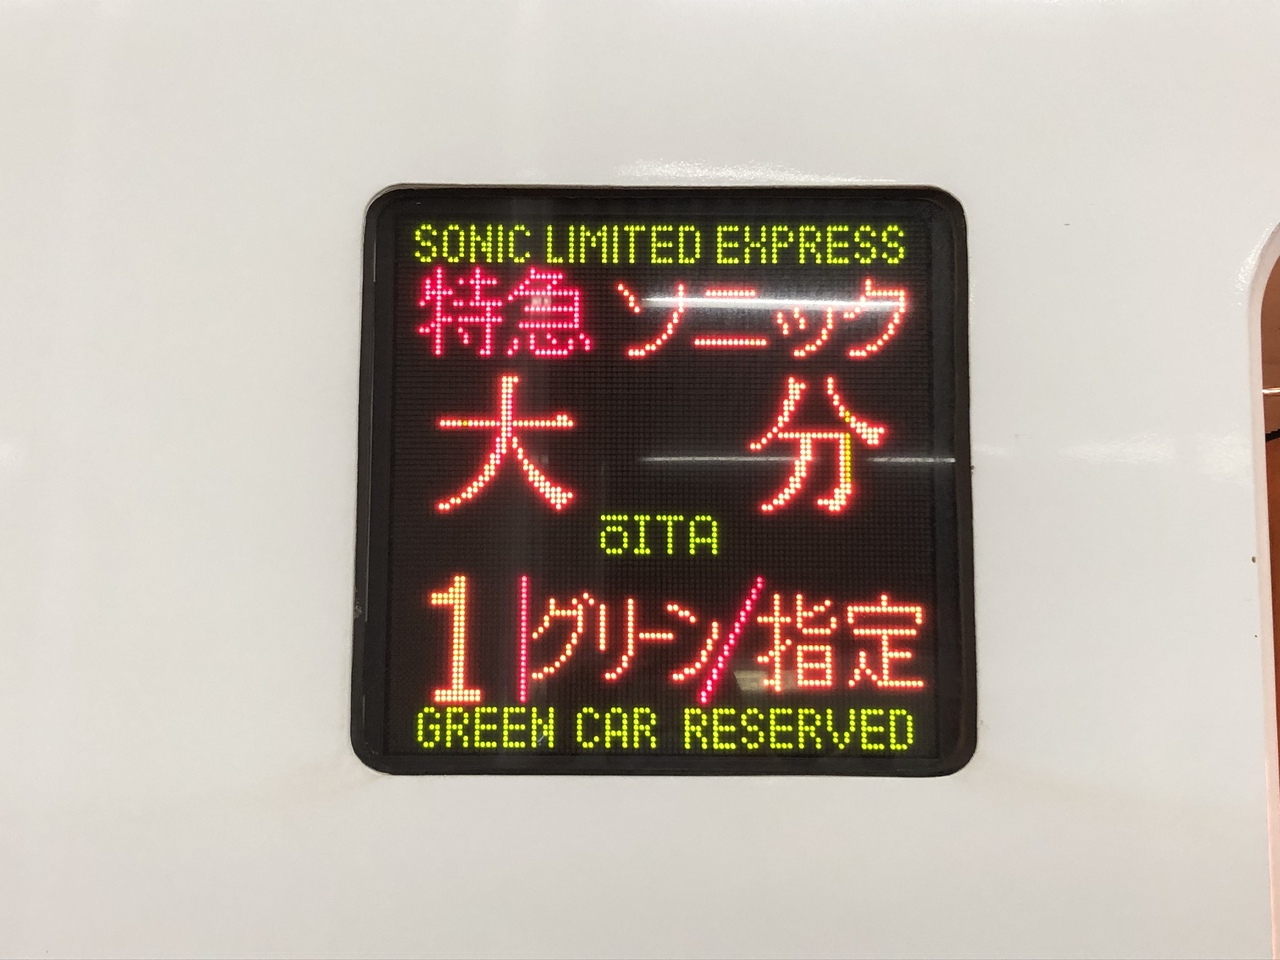 SONIC LIMITED EXPRESS
特急 ソニック
大分
ōITA
1 | グリーン/指定
GREEN CAR RESERVED